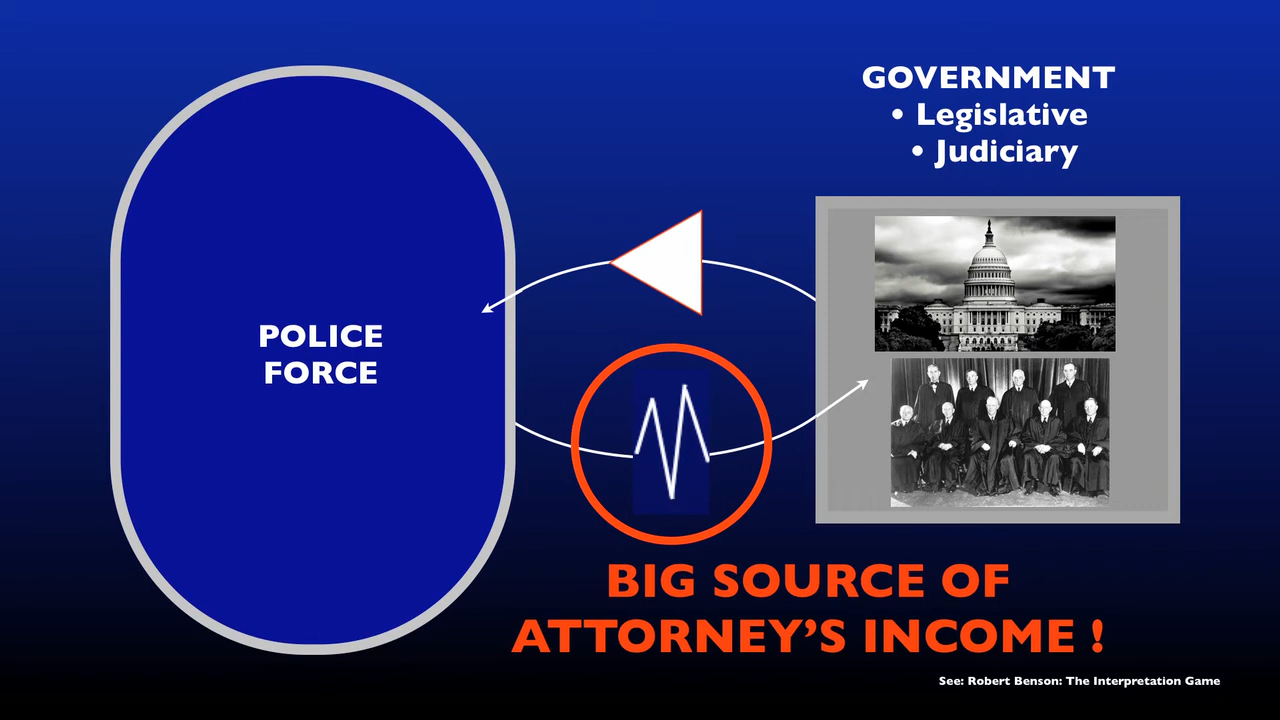 GOVERNMENT
• Legislative
• Judiciary
POLICE
FORCE
BIG SOURCE OF
ATTORNEY’S INCOME !
See: Robert Benson: The Interpretation Game